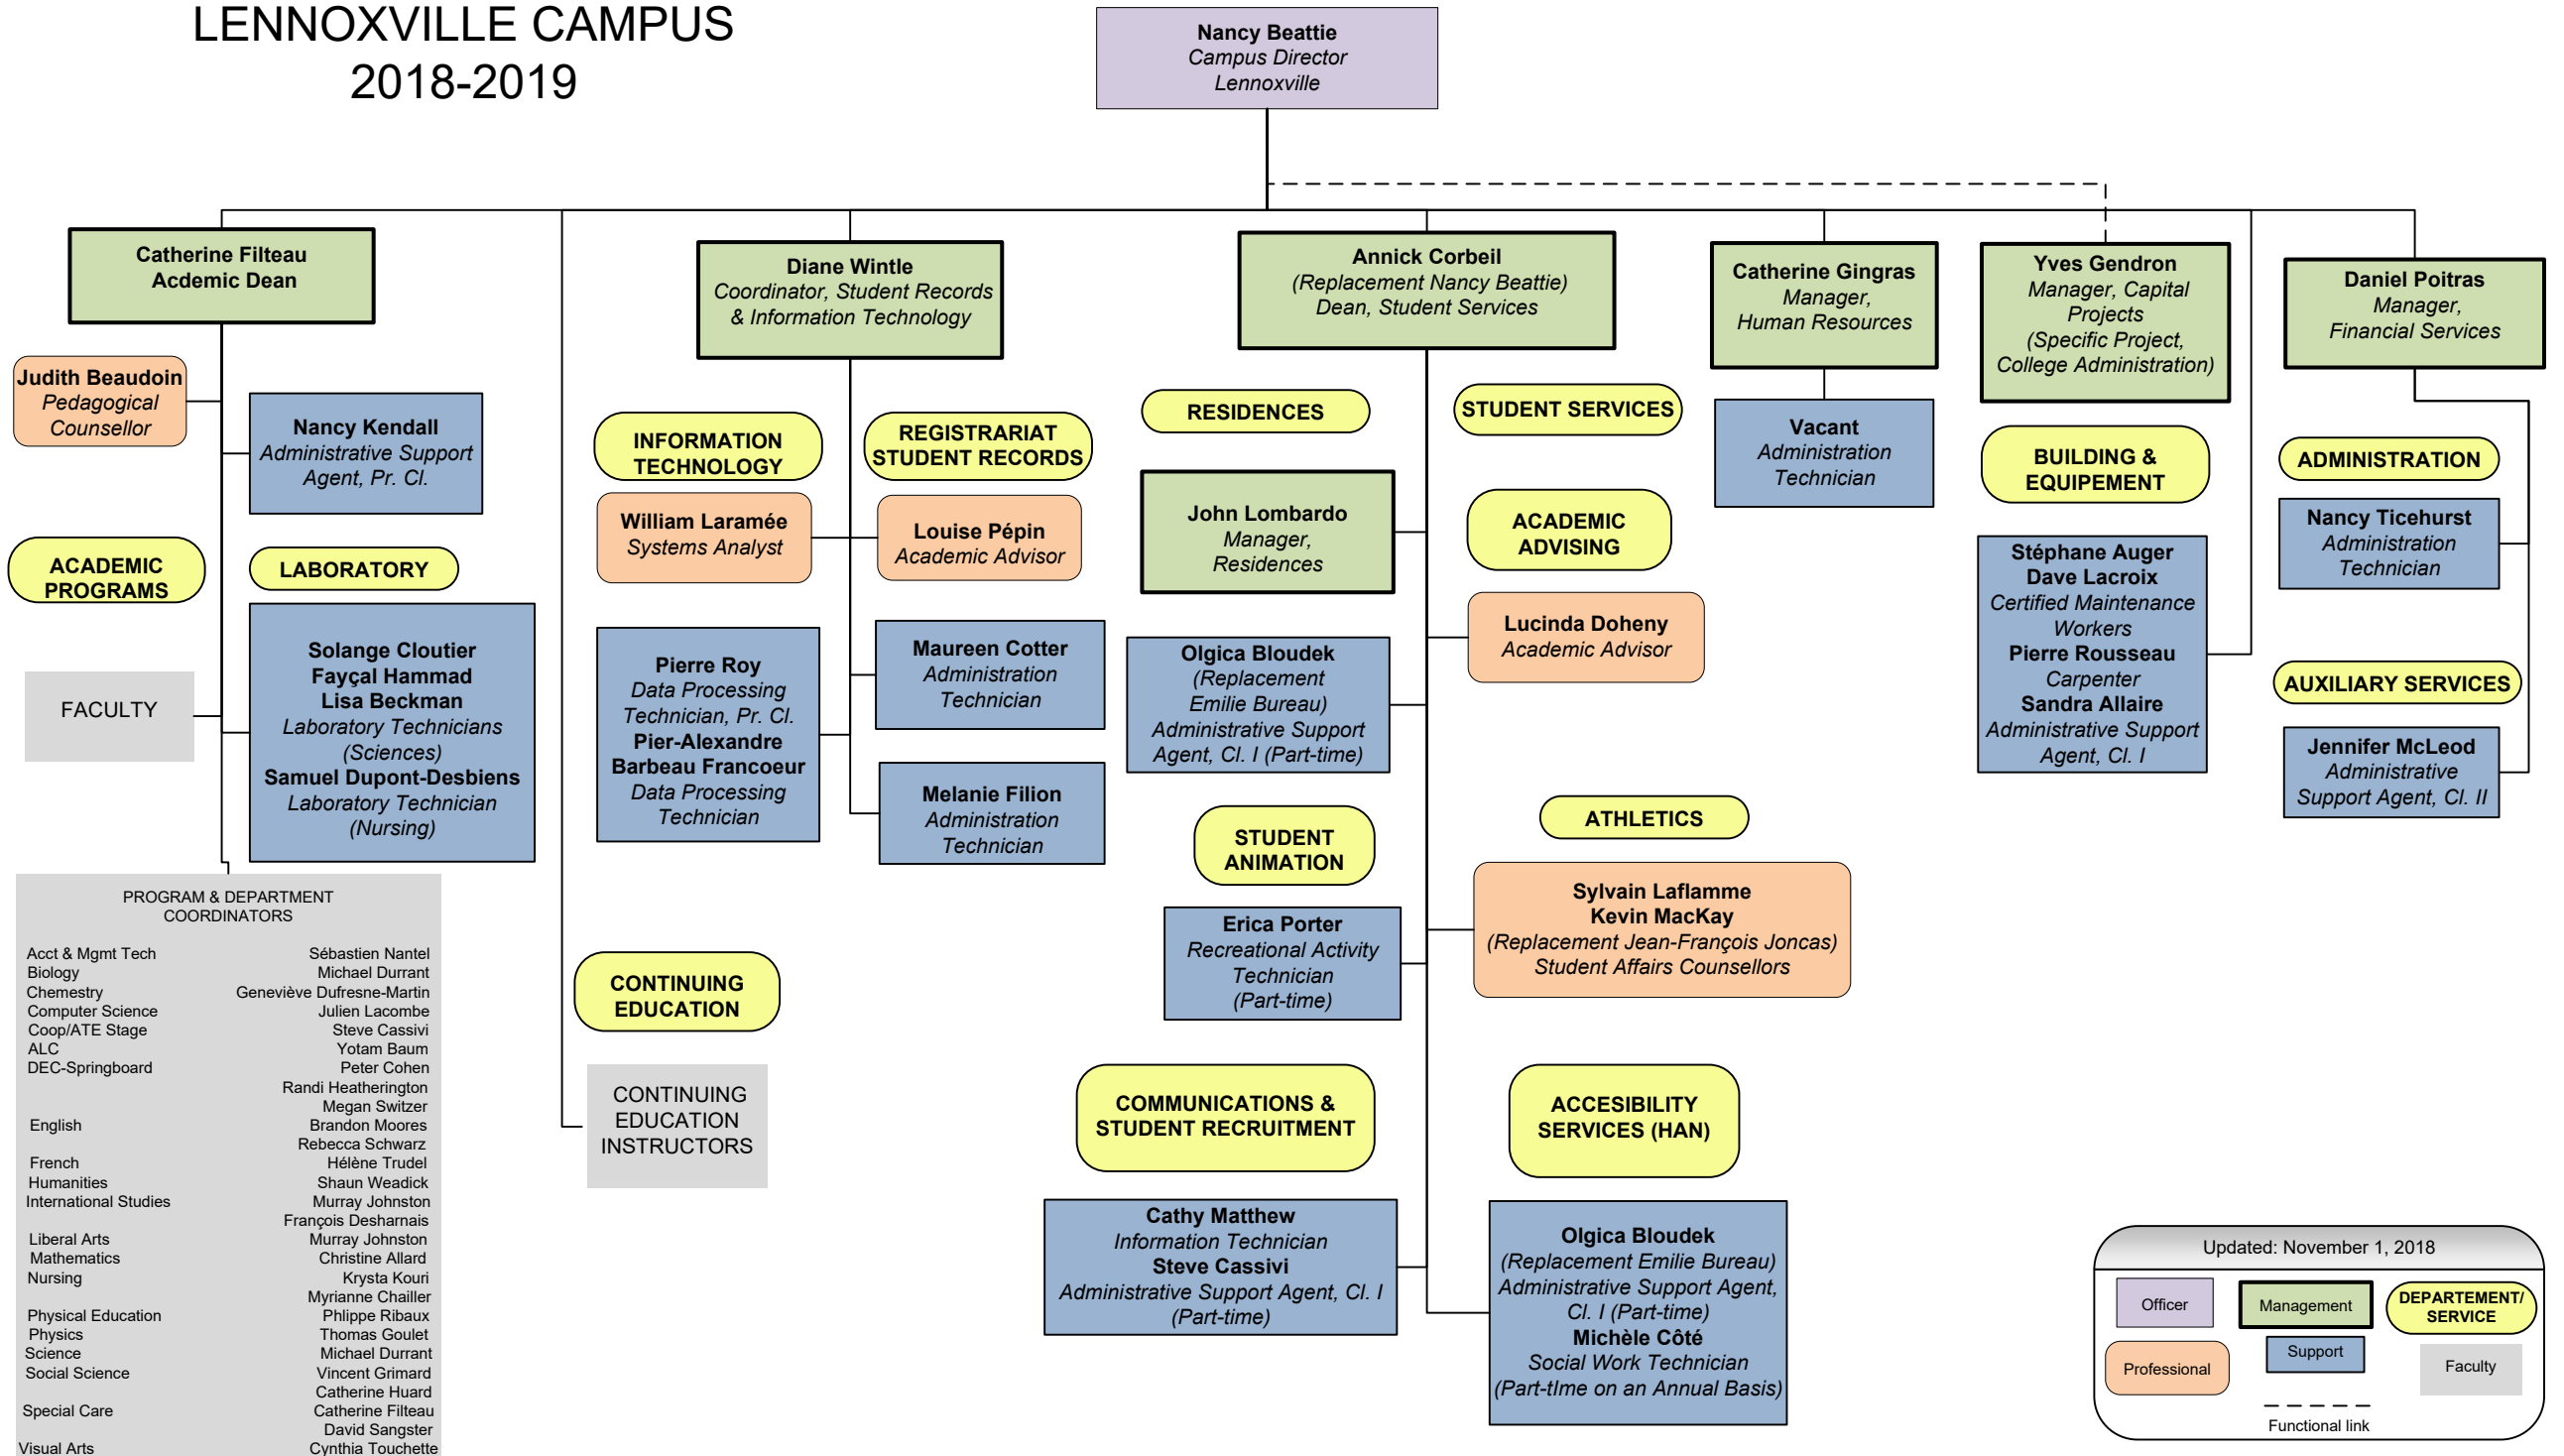 LENNOXVILLE CAMPUS
2018-2019
Nancy Beattie
Campus Director
Lennoxville
Catherine Filteau
Acdemic Dean
Judith Beaudoin
Pedagogical
Counsellor
Nancy Kendall
Administrative Support
Agent, Pr. Cl.
ACADEMIC
PROGRAMS
LABORATORY
FACULTY
Solange Cloutier
Fayçal Hammad
Lisa Beckman
Laboratory Technicians
(Sciences)
Samuel Dupont-Desbiens
Laboratory Technician
(Nursing)
PROGRAM & DEPARTMENT
COORDINATORS
Acct & Mgmt Tech Sébastien Nantel
Biology Michael Durrant
Chemestry Geneviève Dufresne-Martin
Computer Science Julien Lacombe
Coop/ATE Stage Steve Cassivi
ALC Yotam Baum
DEC-Springboard Peter Cohen
Randi Heatherington
Megan Switzer
English Brandon Moores
Rebecca Schwarz
French Hélène Trudel
Humanities Shaun Weadick
International Studies Murray Johnston
François Desharnais
Liberal Arts Murray Johnston
Mathematics Christine Allard
Nursing Krysta Kouri
Myrianne Chailler
Physical Education Phlippe Ribaux
Physics Thomas Goulet
Science Michael Durrant
Social Science Vincent Grimard
Catherine Huard
Special Care Catherine Filteau
David Sangster
Visual Arts Cynthia Touchette
CONTINUING
EDUCATION
CONTINUING
EDUCATION
INSTRUCTORS
Diane Wintle
Coordinator, Student Records
& Information Technology
INFORMATION
TECHNOLOGY
REGISTRARIAT
STUDENT RECORDS
William Laramée
Systems Analyst
Louise Pépin
Academic Advisor
Pierre Roy
Data Processing
Technician, Pr. Cl.
Pier-Alexandre
Barbeau Francoeur
Data Processing
Technician
Maureen Cotter
Administration
Technician
Melanie Filion
Administration
Technician
Annick Corbeil
(Replacement Nancy Beattie)
Dean, Student Services
RESIDENCES
STUDENT SERVICES
John Lombardo
Manager,
Residences
ACADEMIC
ADVISING
Lucinda Doheny
Academic Advisor
Olgica Bloudek
(Replacement
Emilie Bureau)
Administrative Support
Agent, Cl. I (Part-time)
STUDENT
ANIMATION
ATHLETICS
Erica Porter
Recreational Activity
Technician
(Part-time)
Sylvain Laflamme
Kevin MacKay
(Replacement Jean-François Joncas)
Student Affairs Counsellors
COMMUNICATIONS &
STUDENT RECRUITMENT
ACCESIBILITY
SERVICES (HAN)
Cathy Matthew
Information Technician
Steve Cassivi
Administrative Support Agent, Cl. I
(Part-time)
Olgica Bloudek
(Replacement Emilie Bureau)
Administrative Support Agent,
Cl. I (Part-time)
Michèle Côté
Social Work Technician
(Part-tIme on an Annual Basis)
Catherine Gingras
Manager,
Human Resources
Vacant
Administration
Technician
Yves Gendron
Manager, Capital
Projects
(Specific Project,
College Administration)
BUILDING &
EQUIPEMENT
Stéphane Auger
Dave Lacroix
Certified Maintenance
Workers
Pierre Rousseau
Carpenter
Sandra Allaire
Administrative Support
Agent, Cl. I
Daniel Poitras
Manager,
Financial Services
ADMINISTRATION
Nancy Ticehurst
Administration
Technician
AUXILIARY SERVICES
Jennifer McLeod
Administrative
Support Agent, Cl. II
Updated: November 1, 2018
Officer
Management
DEPARTEMENT/
SERVICE
Professional
Support
Faculty
Functional link